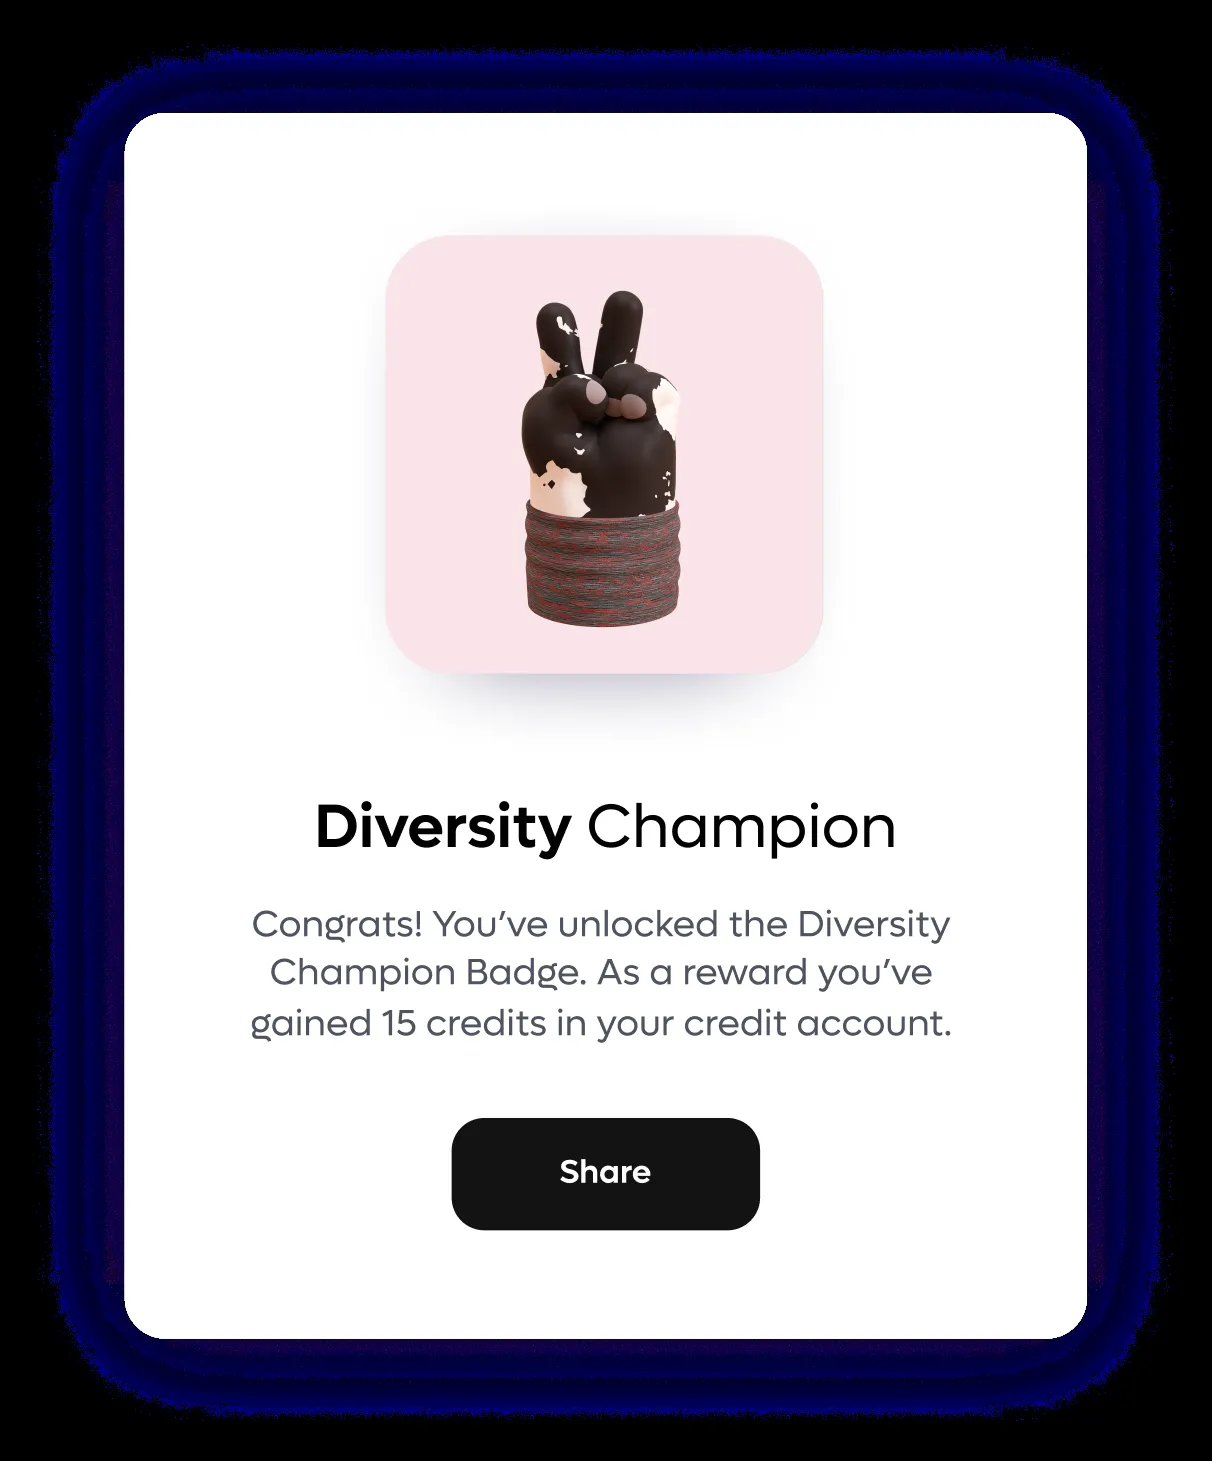 Diversity Champion
Congrats! You’ve unlocked the Diversity
Champion Badge. As a reward you’ve
gained 15 credits in your credit account.
Share